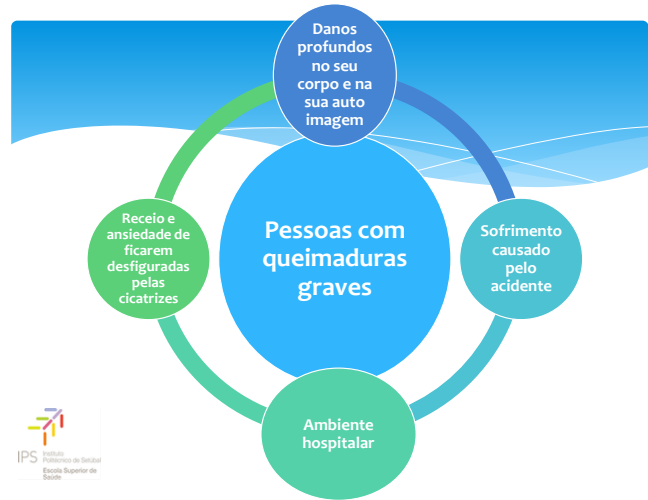 Danos
profundos
no seu
corpo e na
sua auto
imagem
Pessoas com
queimaduras
graves
Sofrimento
causado
pelo
acidente
Ambiente
hospitalar
Receio e
ansiedade de
ficarem
desfiguradas
pelas
cicatrizes
IPS Instituto
Politécnico de Setúbal
Escola Superior de
Saúde